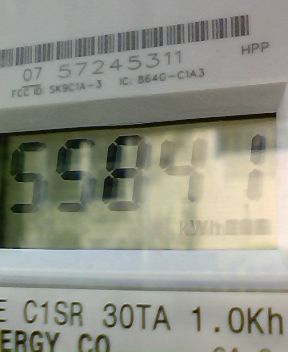 07 57245311
HPP
FCC ID: SK9C1A-3 IC: 864G-C1A3
55841
kWh
E C1SR 30TA 1.0Kh
ERGY CO